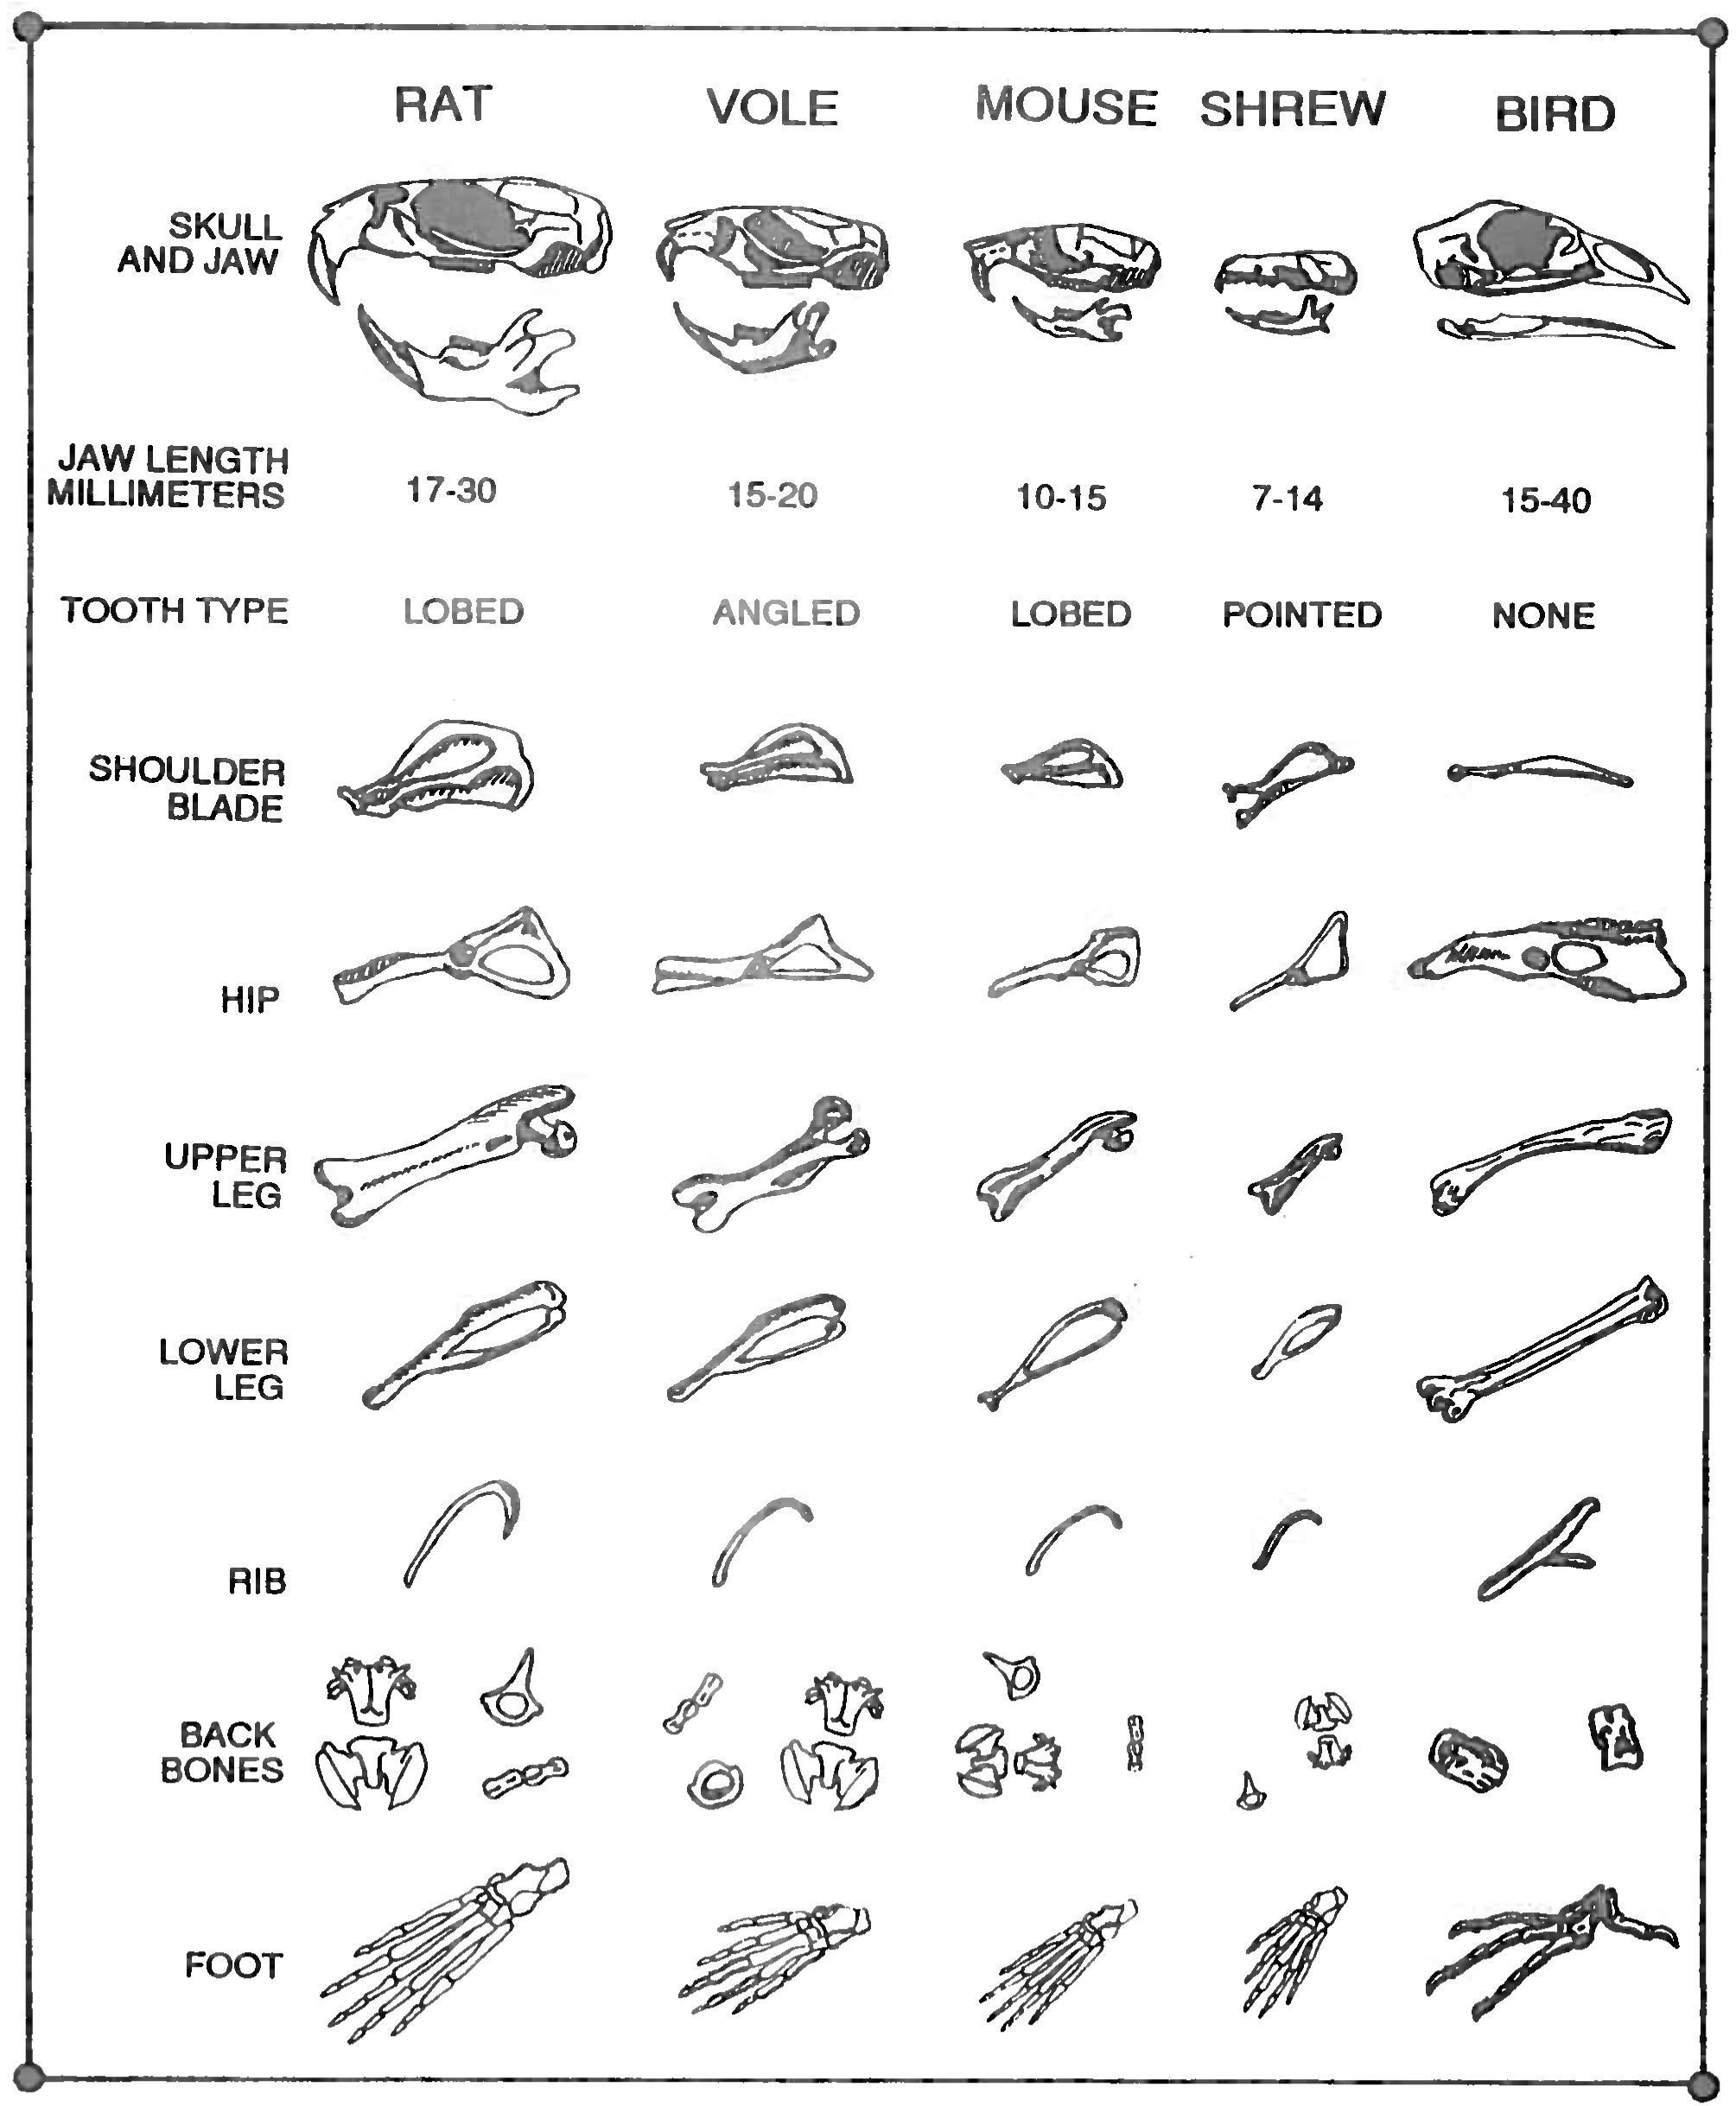 RAT VOLE MOUSE SHREW BIRD
SKULL
AND JAW
JAW LENGTH
MILLIMETERS 17-30 15-20 10-15 7-14 15-40
TOOTH TYPE LOBED ANGLED LOBED POINTED NONE
SHOULDER
BLADE
HIP
UPPER
LEG
LOWER
LEG
RIB
BACK
BONES
FOOT